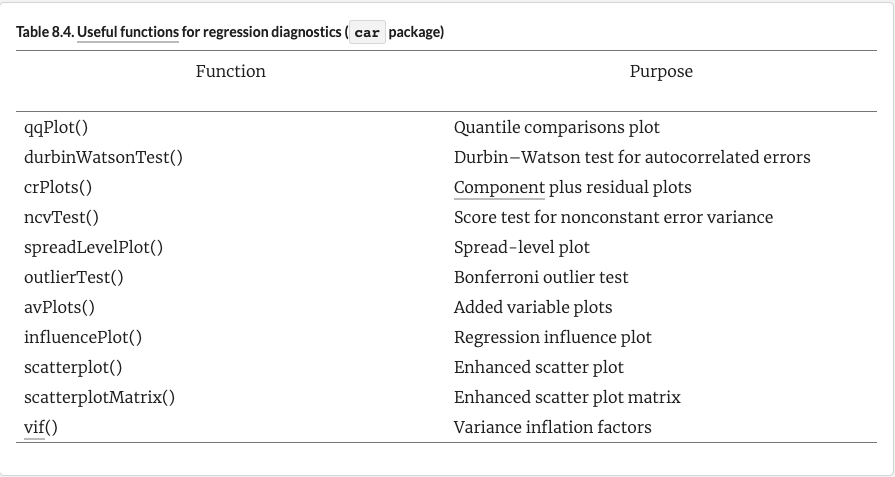 Table 8.4. Useful functions for regression diagnostics ( car package)
Function Purpose
qqPlot() Quantile comparisons plot
durbinWatsonTest() Durbin–Watson test for autocorrelated errors
crPlots() Component plus residual plots
ncvTest() Score test for nonconstant error variance
spreadLevelPlot() Spread-level plot
outlierTest() Bonferroni outlier test
avPlots() Added variable plots
influencePlot() Regression influence plot
scatterplot() Enhanced scatter plot
scatterplotMatrix() Enhanced scatter plot matrix
vif() Variance inflation factors